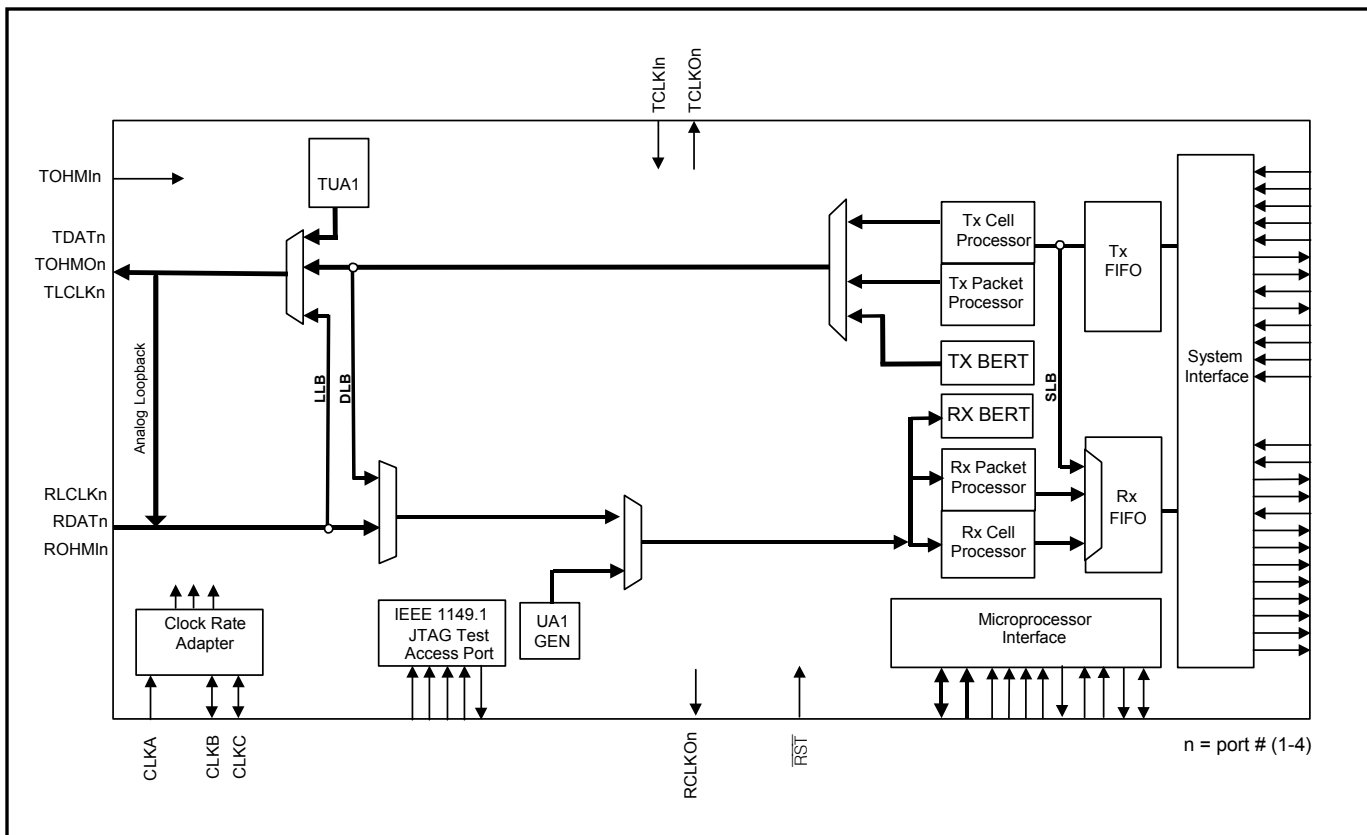 TCLKIn
TCLKOn
TOHMIn
TUA1
TDATn
TOHMOn
TLCLKn
Tx Cell
Processor
Tx
FIFO
Tx Packet
Processor
System
Interface
TX BERT
Analog Loopback
LLB
DLB
SLB
RX BERT
RLCLKn
RDATn
ROHMIn
Rx Packet
Processor
Rx
FIFO
Rx Cell
Processor
Clock Rate
Adapter
IEEE 1149.1
JTAG Test
Access Port
UA1
GEN
Microprocessor
Interface
CLKA
CLKB
CLKC
RCLKOn
RST
n = port # (1-4)